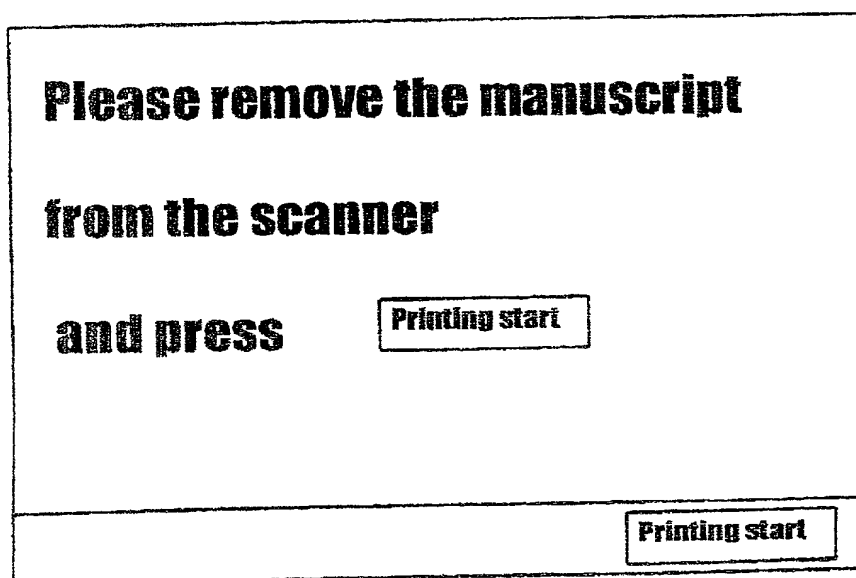 Please remove the manuscript
from the scanner
and press Printing start
Printing start